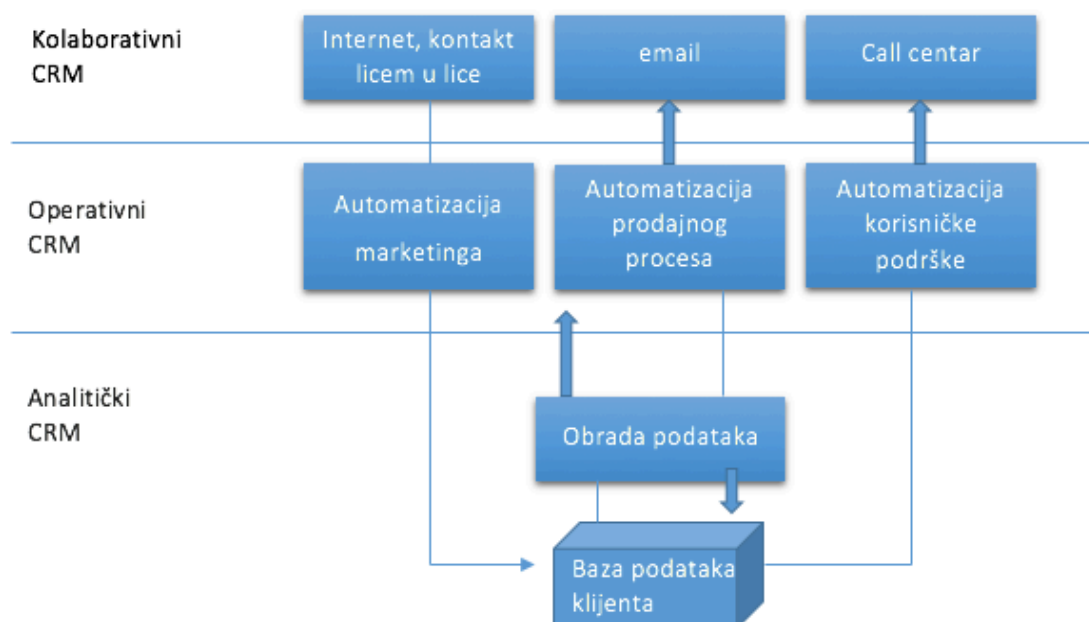 Kolaborativni
CRM
Internet, kontakt
licem u lice
email
Call centar
Operativni
CRM
Automatizacija
marketinga
Automatizacija
prodajnog
procesa
Automatizacija
korisničke
podrške
Analitički
CRM
Obrada podataka
Baza podataka
klijenta